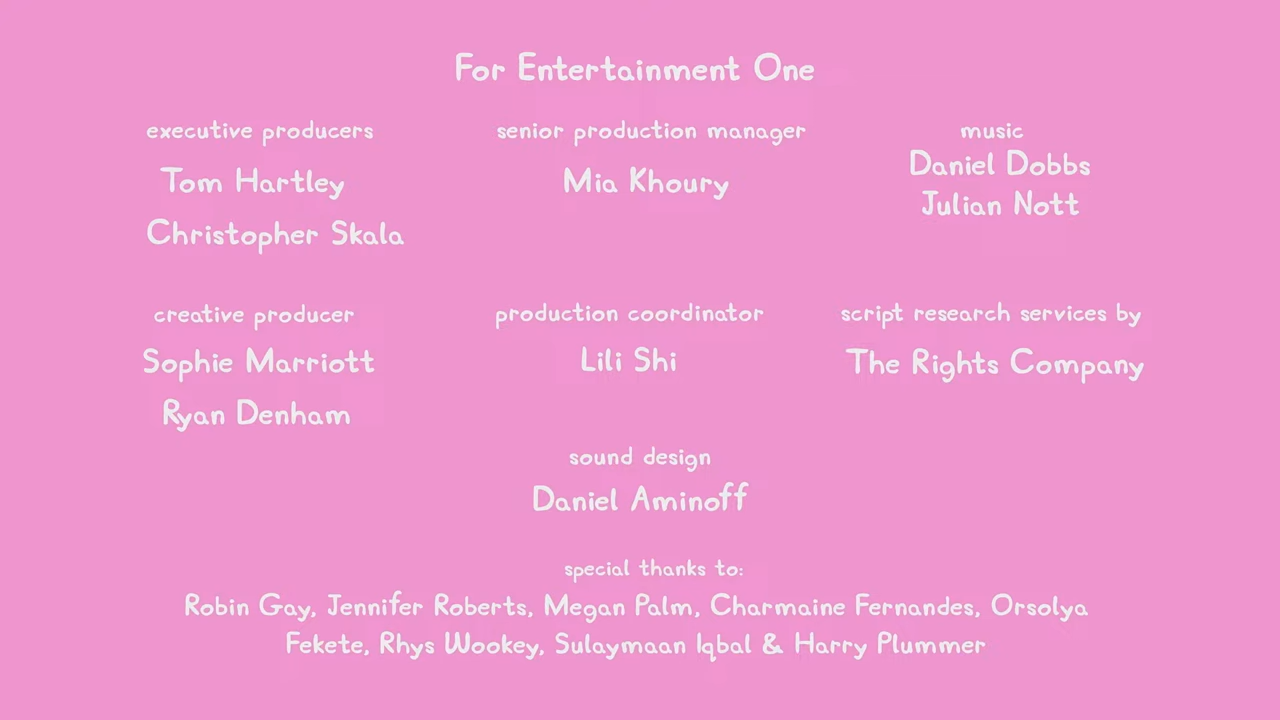 For Entertainment One
executive producers
Tom Hartley
Christopher Skala
senior production manager
Mia Khoury
music
Daniel Dobbs
Julian Nott
creative producer
Sophie Marriott
Ryan Denham
production coordinator
Lili Shi
script research services by
The Rights Company
sound design
Daniel Aminoff
special thanks to:
Robin Gay, Jennifer Roberts, Megan Palm, Charmaine Fernandes, Orsolya
Fekete, Rhys Wookey, Sulaymaan Iqbal & Harry Plummer